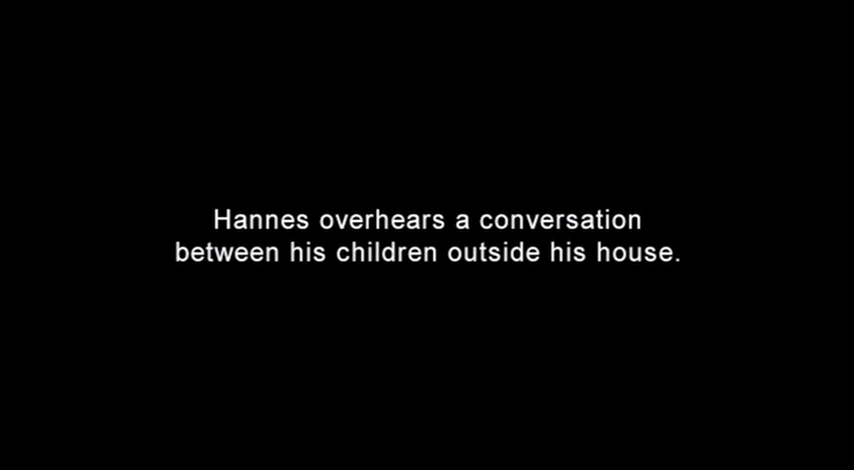 Hannes overhears a conversation
between his children outside his house.